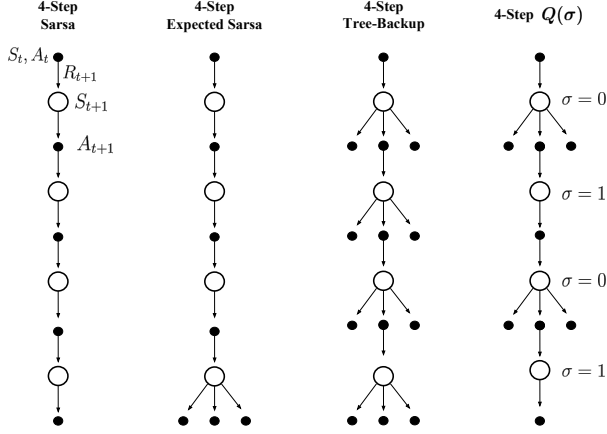 4-Step
Sarsa
4-Step
Expected Sarsa
4-Step
Tree-Backup
4-Step Q(σ)
S_t, A_t
R_{t+1}
S_{t+1}
A_{t+1}
σ = 0
σ = 1
σ = 0
σ = 1